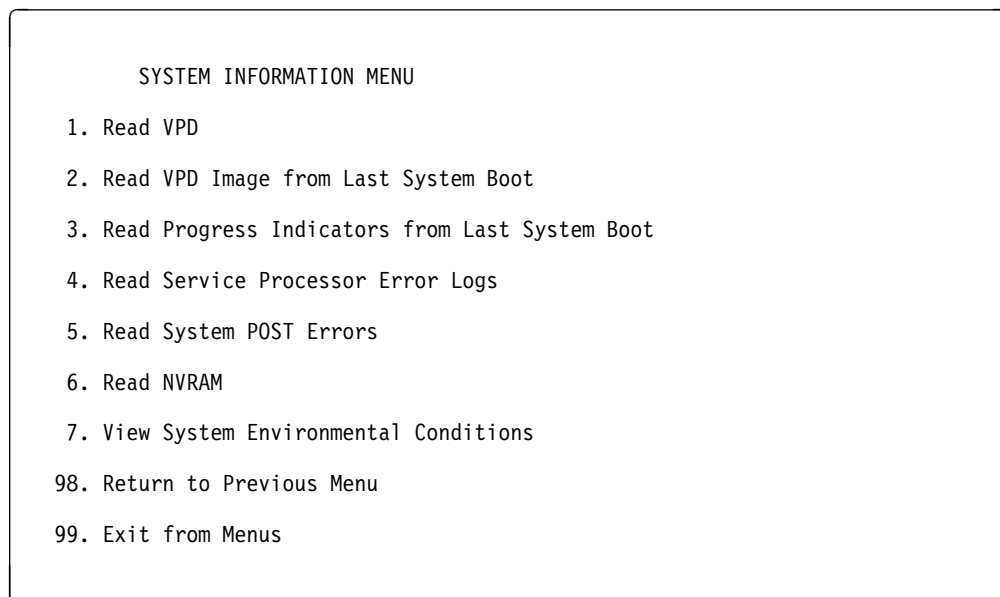 SYSTEM INFORMATION MENU
1. Read VPD
2. Read VPD Image from Last System Boot
3. Read Progress Indicators from Last System Boot
4. Read Service Processor Error Logs
5. Read System POST Errors
6. Read NVRAM
7. View System Environmental Conditions
98. Return to Previous Menu
99. Exit from Menus